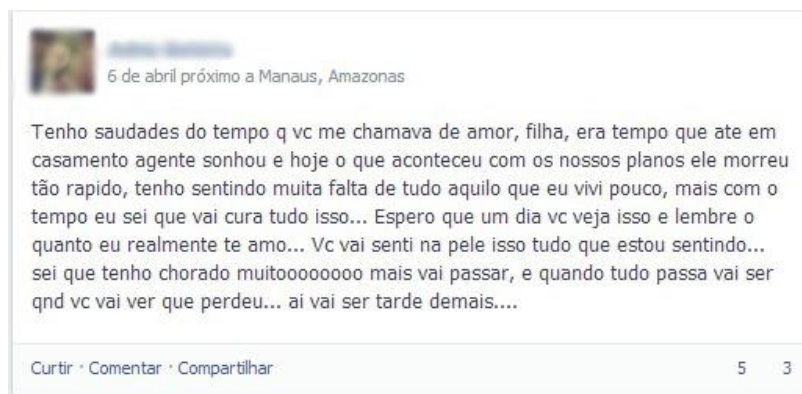 6 de abril próximo a Manaus, Amazonas
Tenho saudades do tempo q vc me chamava de amor, filha, era tempo que ate em
casamento agente sonhou e hoje o que aconteceu com os nossos planos ele morreu
tão rapido, tenho sentindo muita falta de tudo aquilo que eu vivi pouco, mais com o
tempo eu sei que vai cura tudo isso... Espero que um dia vc veja isso e lembre o
quanto eu realmente te amo... Vc vai senti na pele isso tudo que estou sentindo...
sei que tenho chorado muitooooooooo mais vai passar, e quando tudo passa vai ser
qnd vc vai ver que perdeu... ai vai ser tarde demais....
Curtir · Comentar · Compartilhar 5 3